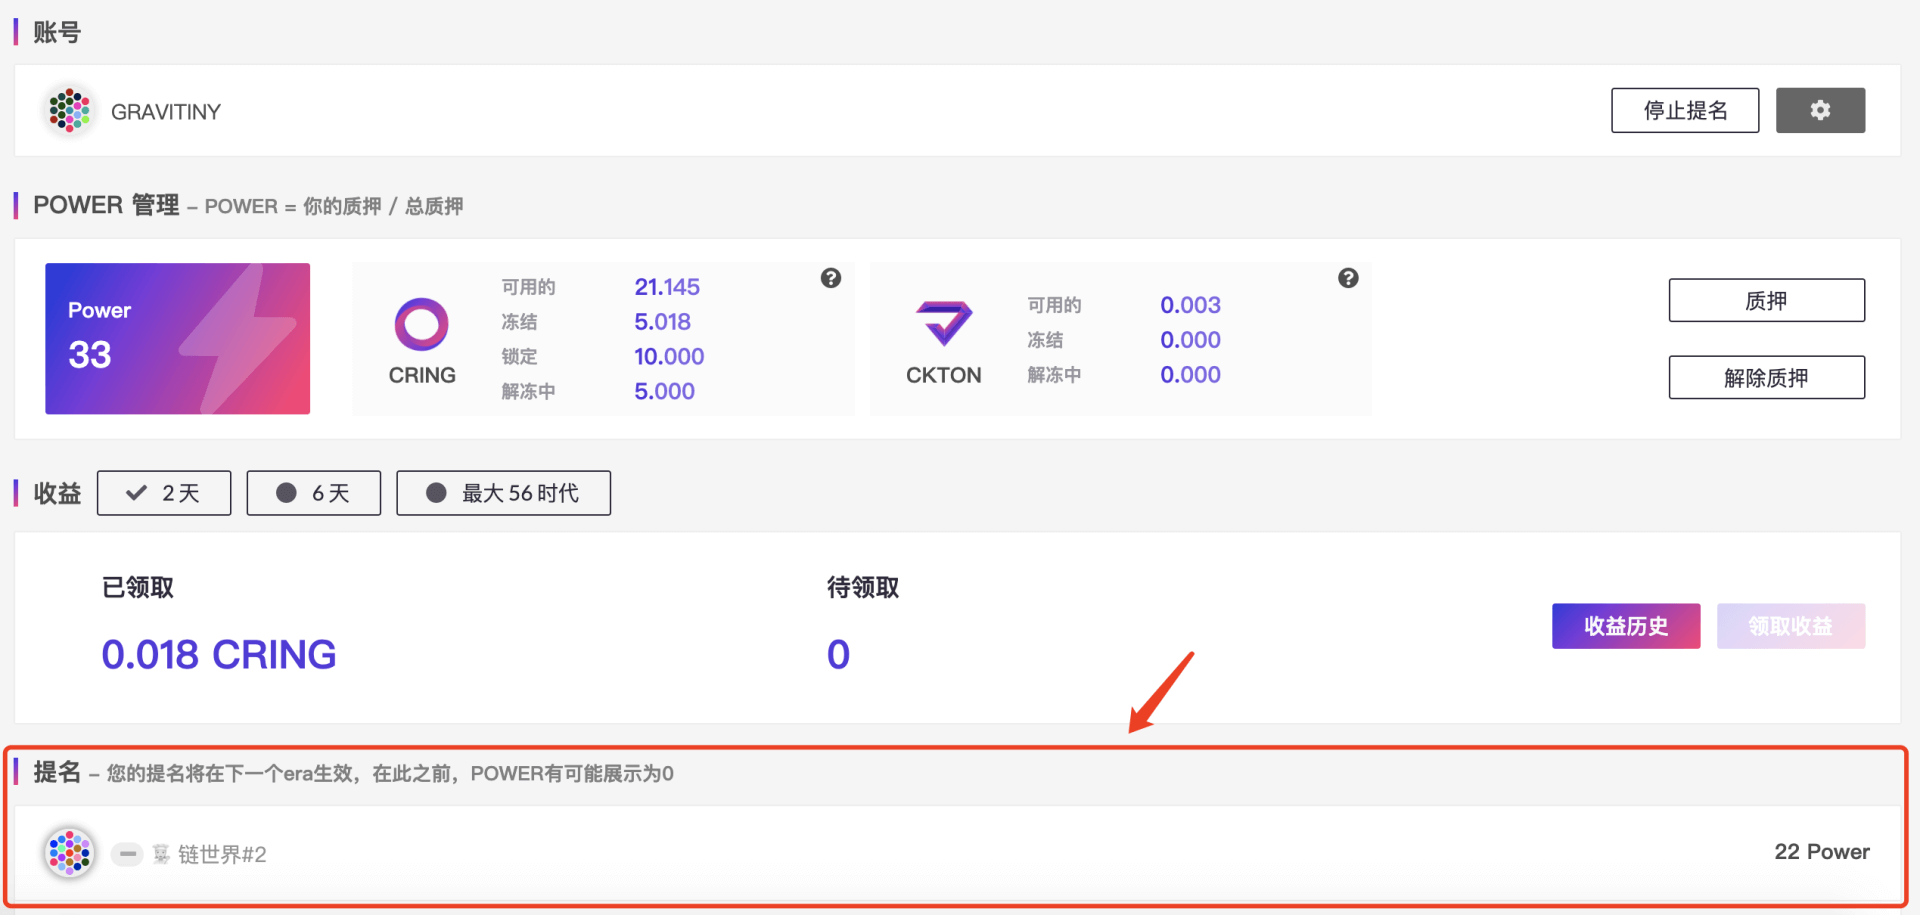 账号
GRAVITINY
停止提名
POWER 管理 – POWER = 你的质押 / 总质押
Power
33
CRING
可用的 21.145
冻结 5.018
锁定 10.000
解冻中 5.000
?
CKTON
可用的 0.003
冻结 0.000
解冻中 0.000
?
质押
解除质押
收益
2 天
6 天
最大 56 时代
已领取
0.018 CRING
待领取
0
收益历史
领取收益
提名 – 您的提名将在下一个era生效，在此之前，POWER有可能展示为0
链世界#2
22 Power